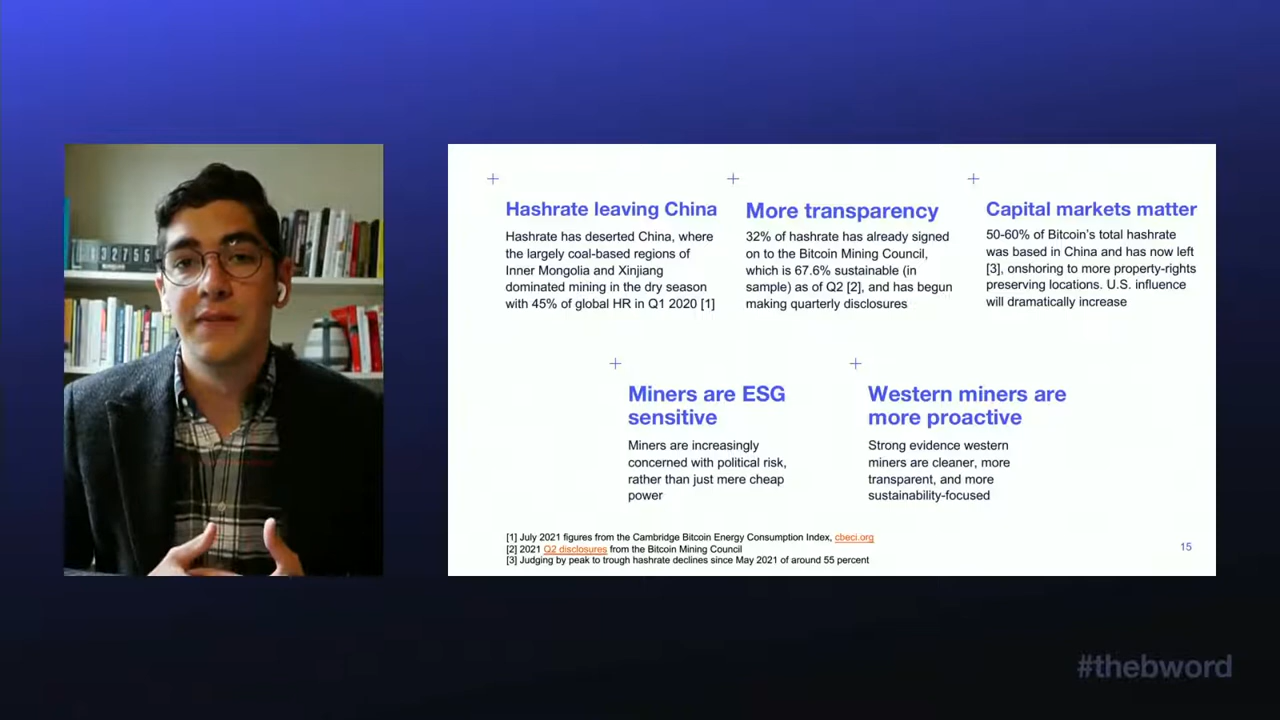 Hashrate leaving China
Hashrate has deserted China, where
the largely coal-based regions of
Inner Mongolia and Xinjiang
dominated mining in the dry season
with 45% of global HR in Q1 2020 [1]
More transparency
32% of hashrate has already signed
on to the Bitcoin Mining Council,
which is 67.6% sustainable (in
sample) as of Q2 [2], and has begun
making quarterly disclosures
Capital markets matter
50-60% of Bitcoin's total hashrate
was based in China and has now left
[3], onshoring to more property-rights
preserving locations. U.S. influence
will dramatically increase
Miners are ESG
sensitive
Miners are increasingly
concerned with political risk,
rather than just mere cheap
power
Western miners are
more proactive
Strong evidence western
miners are cleaner, more
transparent, and more
sustainability-focused
[1] July 2021 figures from the Cambridge Bitcoin Energy Consumption Index, cbeci.org
[2] 2021 Q2 disclosures from the Bitcoin Mining Council
[3] Judging by peak to trough hashrate declines since May 2021 of around 55 percent
15
#thebword